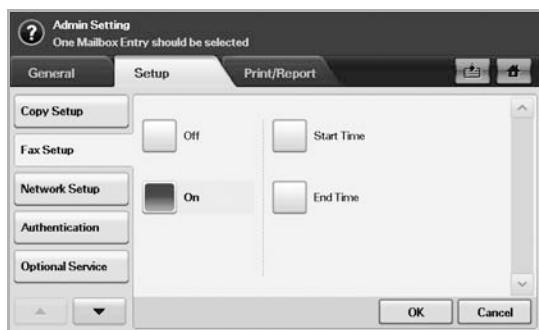 Admin Setting
One Mailbox Entry should be selected
General Setup Print/Report
Copy Setup
Off Start Time
Fax Setup
Network Setup
On End Time
Authentication
Optional Service
OK Cancel